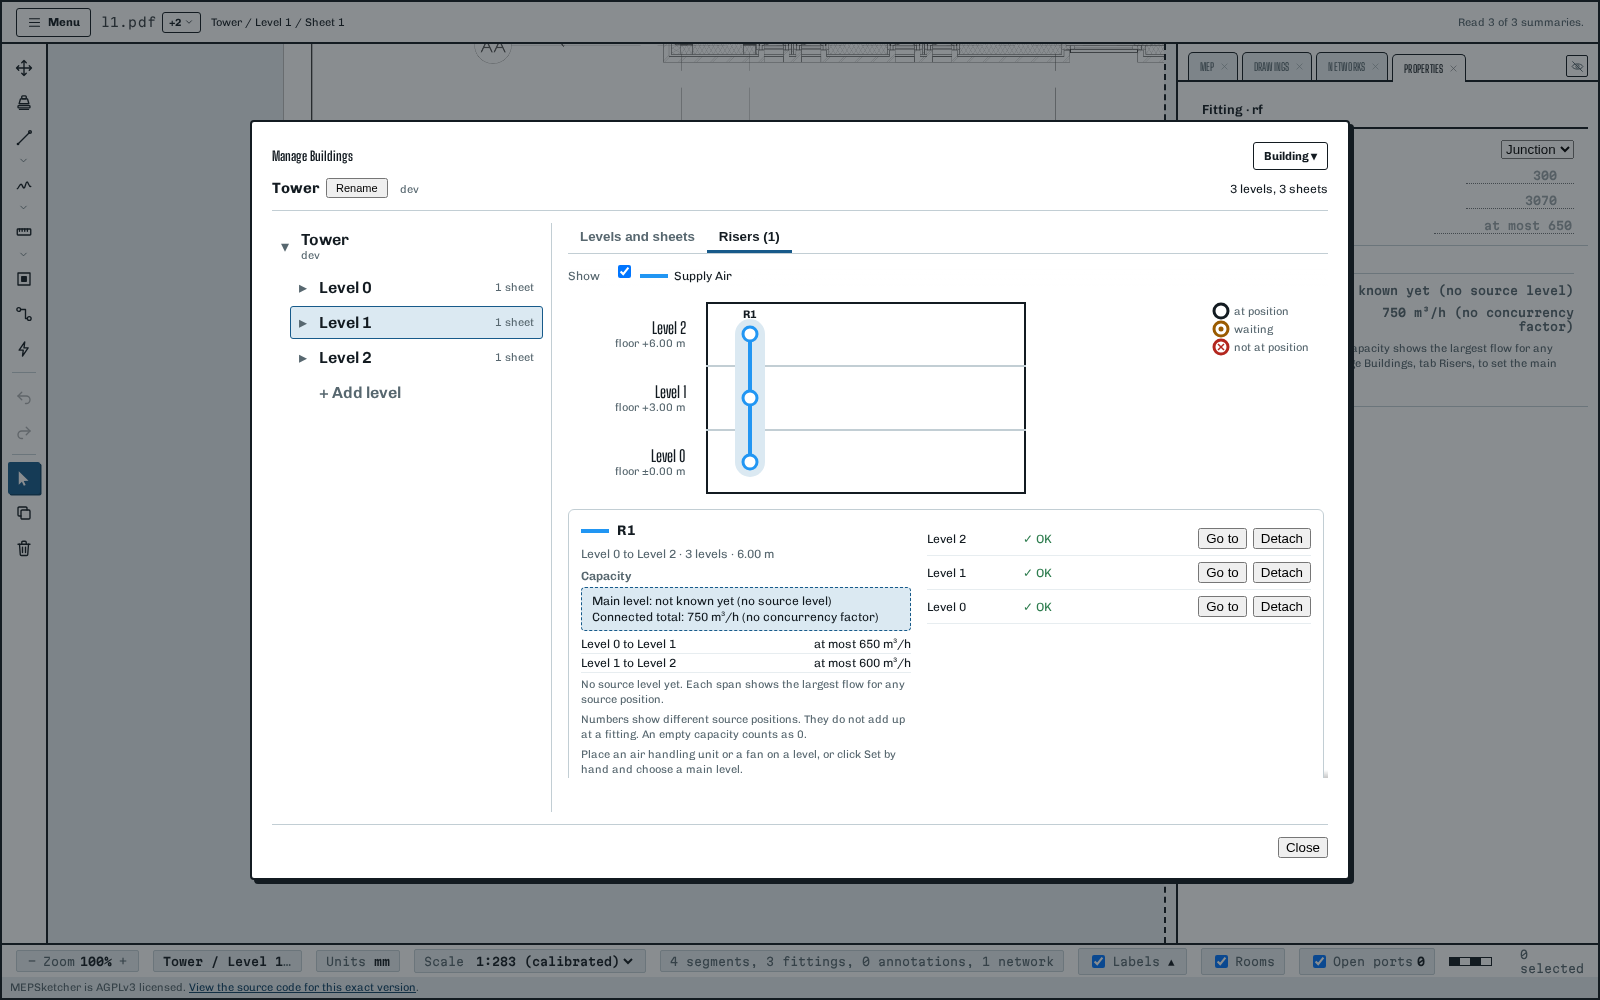 Menu
l1.pdf
+2
Tower / Level 1 / Sheet 1
Read 3 of 3 summaries.
AA
MEP
DRAWINGS
NETWORKS
PROPERTIES
Fitting · rf
Junction
300
3070
at most 650
known yet (no source level)
750 m³/h (no concurrency
factor)
apacity shows the largest flow for any
ge Buildings, tab Risers, to set the main
Manage Buildings
Building ▾
Tower
Rename
dev
3 levels, 3 sheets
▼ Tower
dev
▶ Level 0
1 sheet
▶ Level 1
1 sheet
▶ Level 2
1 sheet
+ Add level
Levels and sheets
Risers (1)
Show
Supply Air
R1
Level 2
floor +6.00 m
Level 1
floor +3.00 m
Level 0
floor ±0.00 m
at position
waiting
not at position
R1
Level 0 to Level 2 · 3 levels · 6.00 m
Capacity
Main level: not known yet (no source level)
Connected total: 750 m³/h (no concurrency factor)
Level 0 to Level 1
at most 650 m³/h
Level 1 to Level 2
at most 600 m³/h
No source level yet. Each span shows the largest flow for any
source position.
Numbers show different source positions. They do not add up
at a fitting. An empty capacity counts as 0.
Place an air handling unit or a fan on a level, or click Set by
hand and choose a main level.
Level 2
✓ OK
Go to
Detach
Level 1
✓ OK
Go to
Detach
Level 0
✓ OK
Go to
Detach
Close
− Zoom 100% +
Tower / Level 1…
Units mm
Scale 1:283 (calibrated)
4 segments, 3 fittings, 0 annotations, 1 network
Labels ▲
Rooms
Open ports 0
0
selected
MEPSketcher is AGPLv3 licensed. View the source code for this exact version.